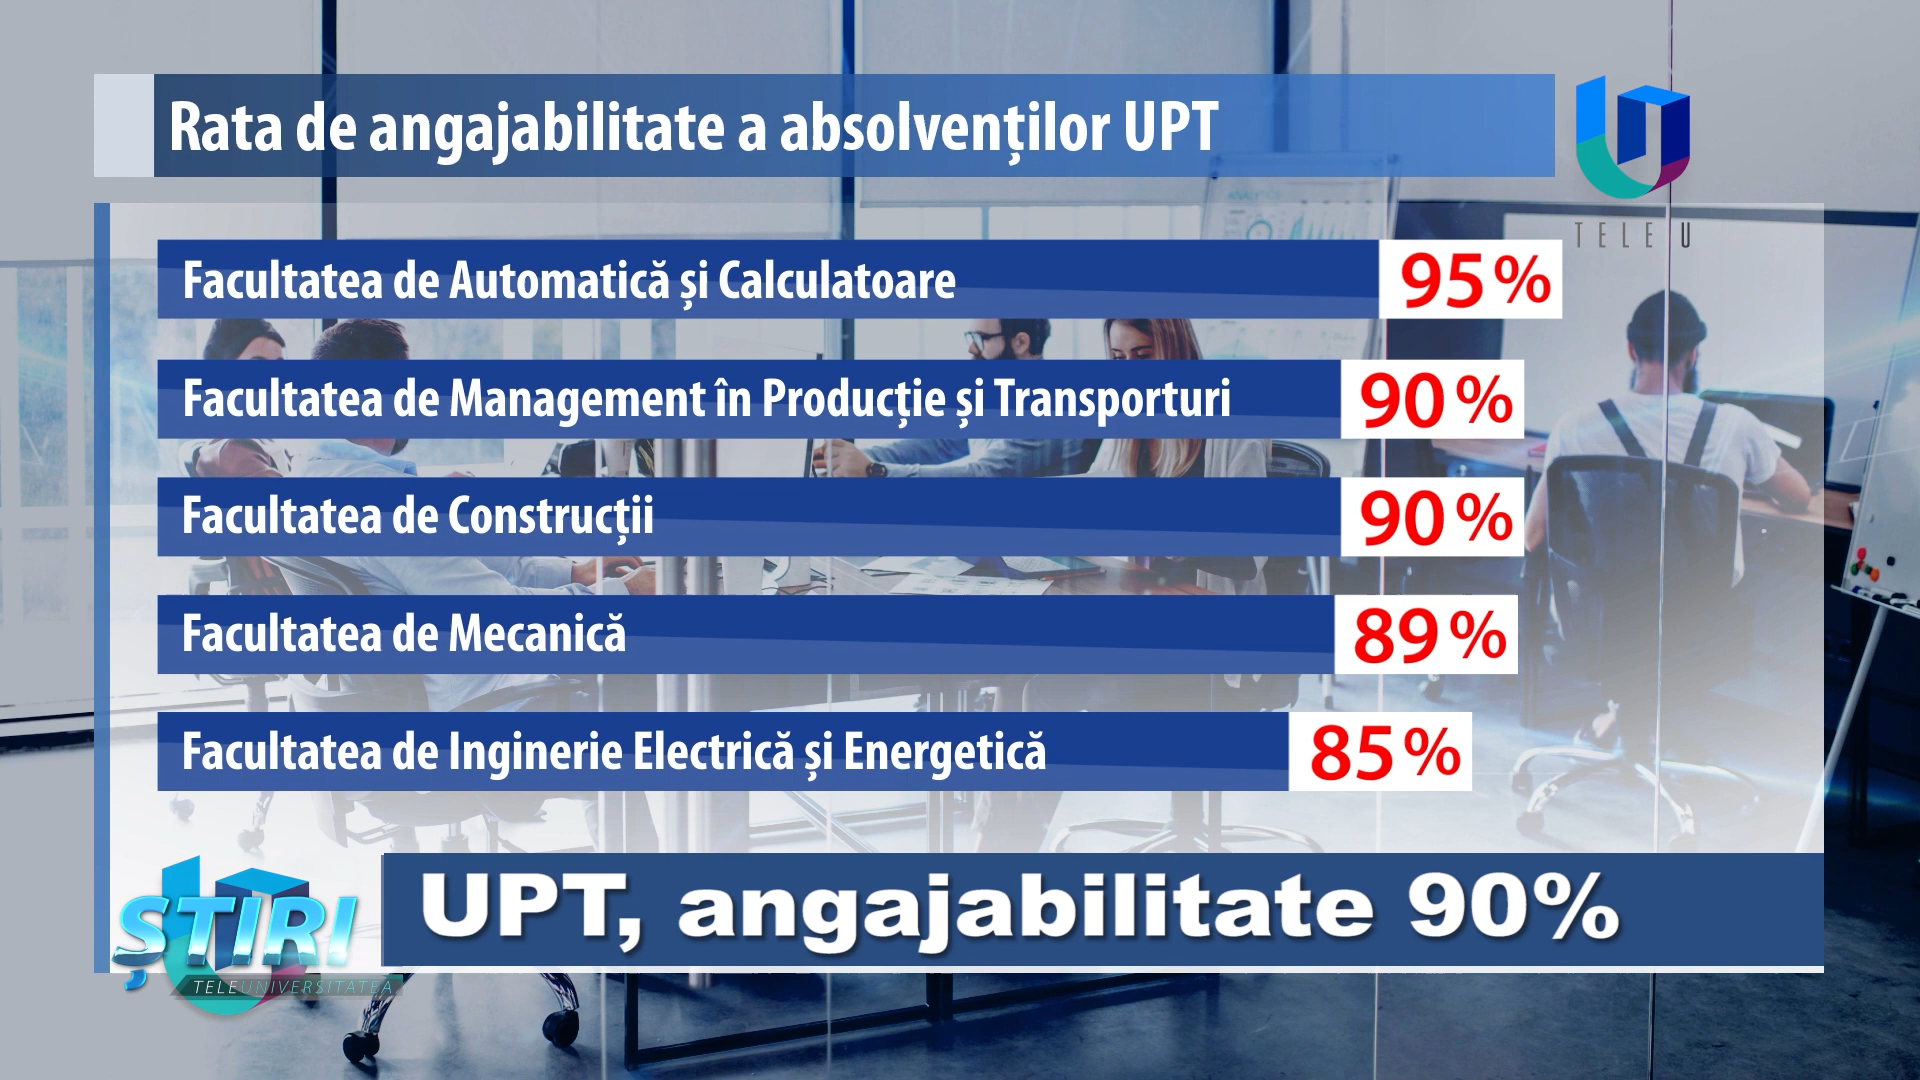 Rata de angajabilitate a absolvenților UPT
TELE U
Facultatea de Automatică și Calculatoare 95%
Facultatea de Management în Producție și Transporturi 90%
Facultatea de Construcții 90%
Facultatea de Mecanică 89%
Facultatea de Inginerie Electrică și Energetică 85%
ȘTIRI
TELEUNIVERSITATEA
UPT, angajabilitate 90%
ANALYTICS